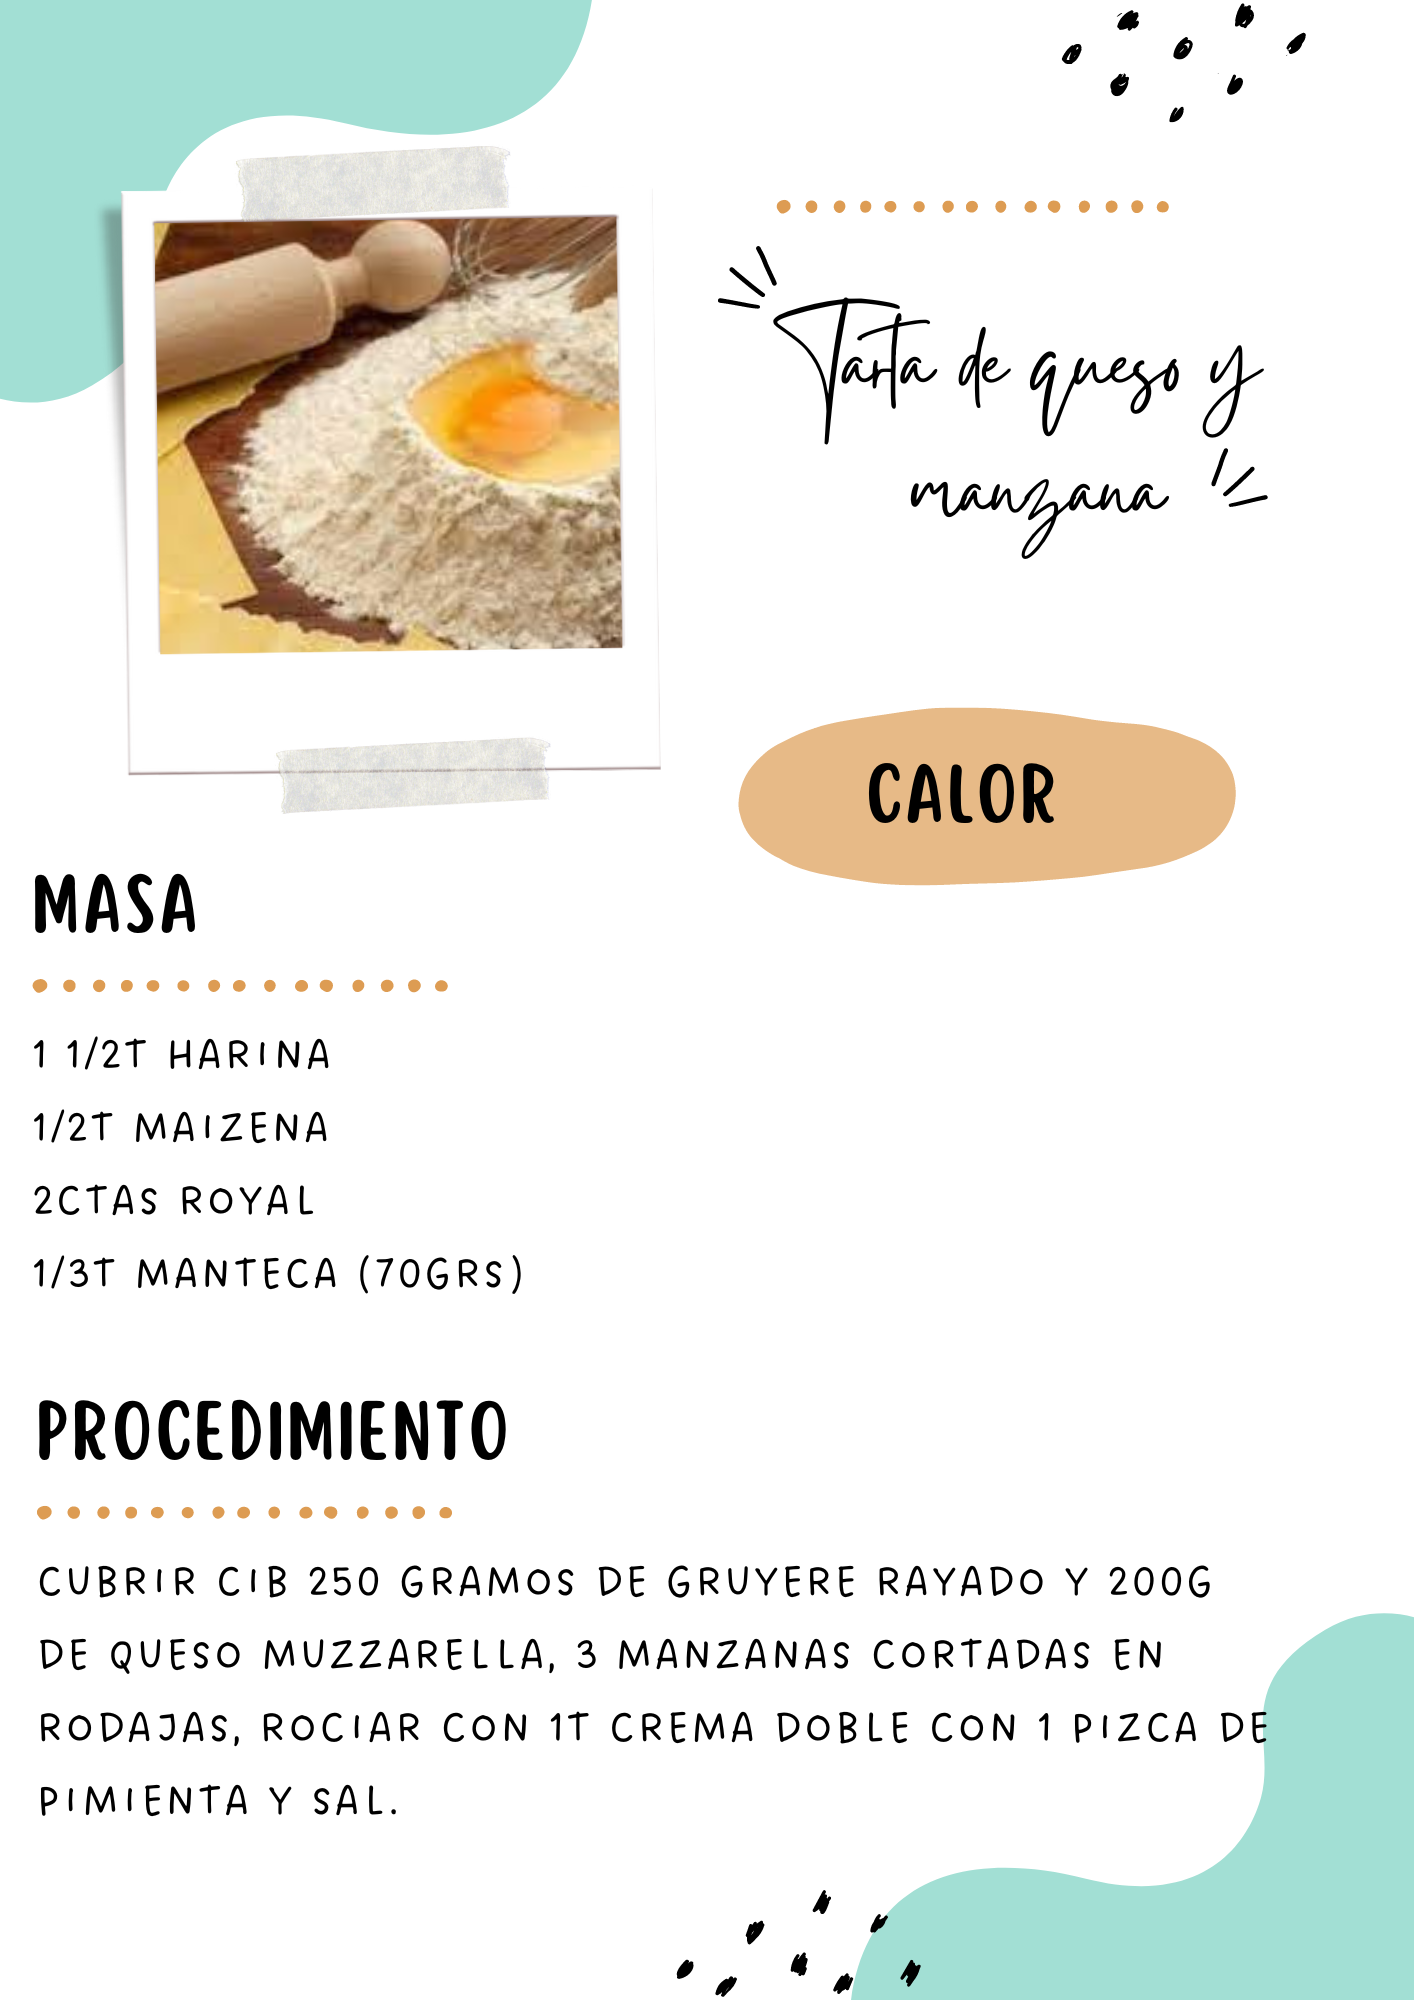 Tarta de queso y
manzana
CALOR
MASA
1 1/2T HARINA
1/2T MAIZENA
2CTAS ROYAL
1/3T MANTECA (70GRS)
PROCEDIMIENTO
CUBRIR CIB 250 GRAMOS DE GRUYERE RAYADO Y 200G
DE QUESO MUZZARELLA, 3 MANZANAS CORTADAS EN
RODAJAS, ROCIAR CON 1T CREMA DOBLE CON 1 PIZCA DE
PIMIENTA Y SAL.